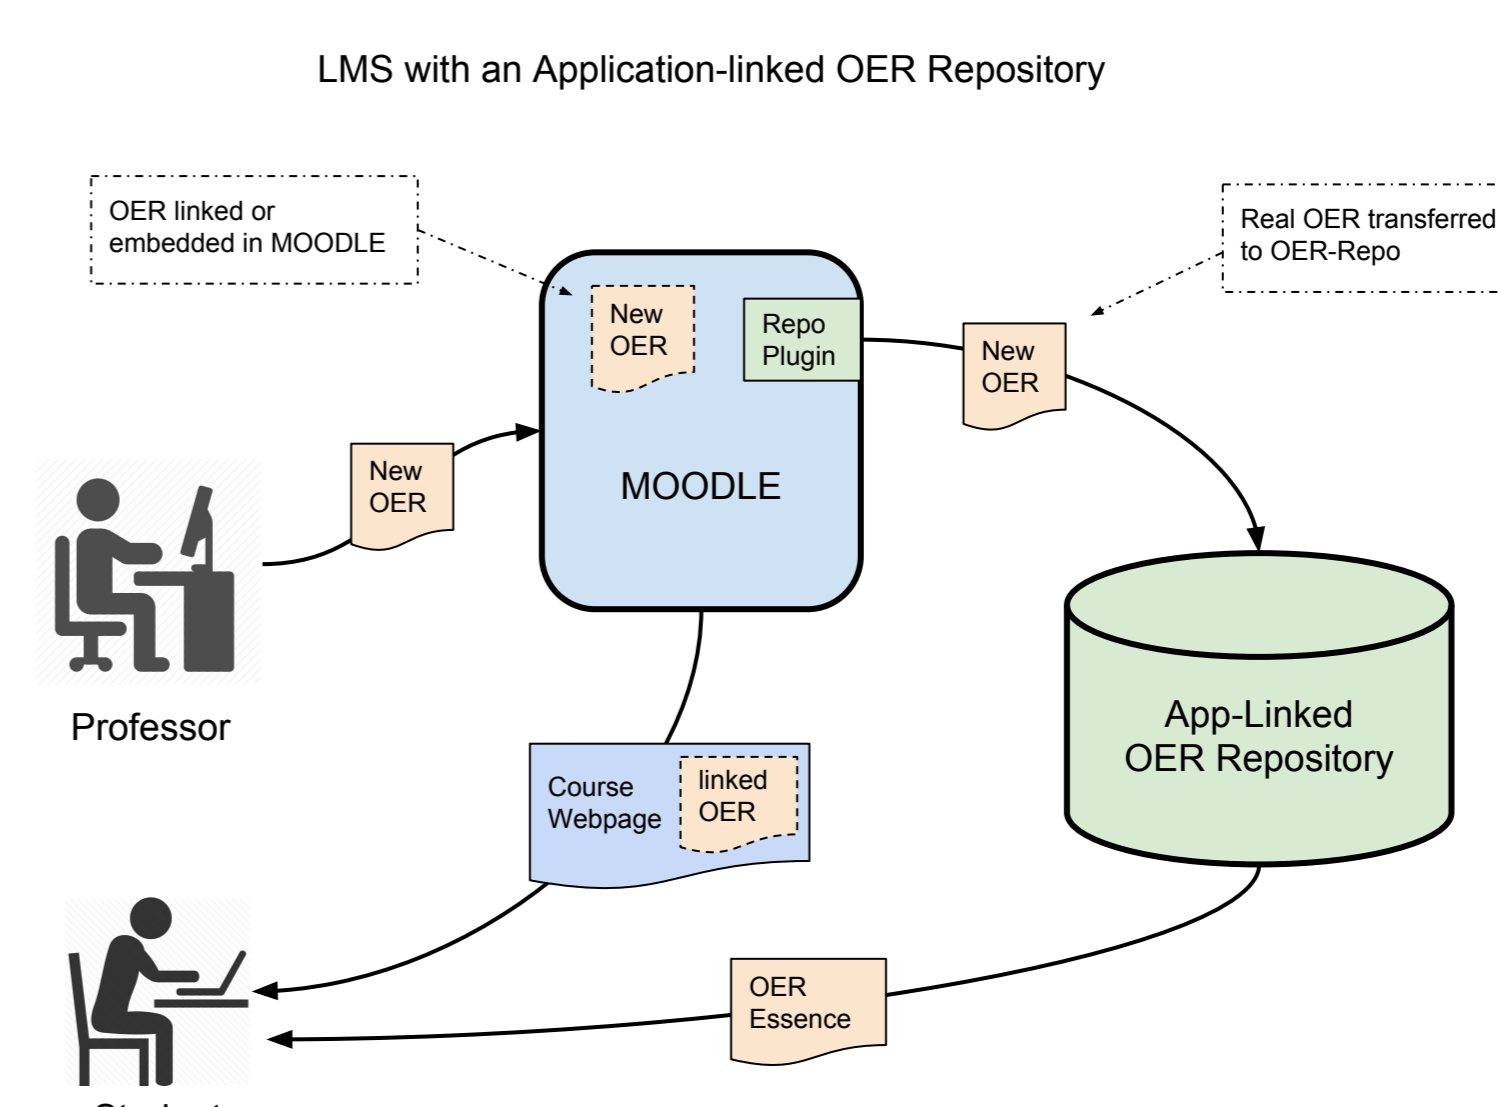 LMS with an Application-linked OER Repository
OER linked or
embedded in MOODLE
Real OER transferred
to OER-Repo
New
OER
Repo
Plugin
New
OER
MOODLE
New
OER
Professor
App-Linked
OER Repository
Course
Webpage
linked
OER
OER
Essence
Student